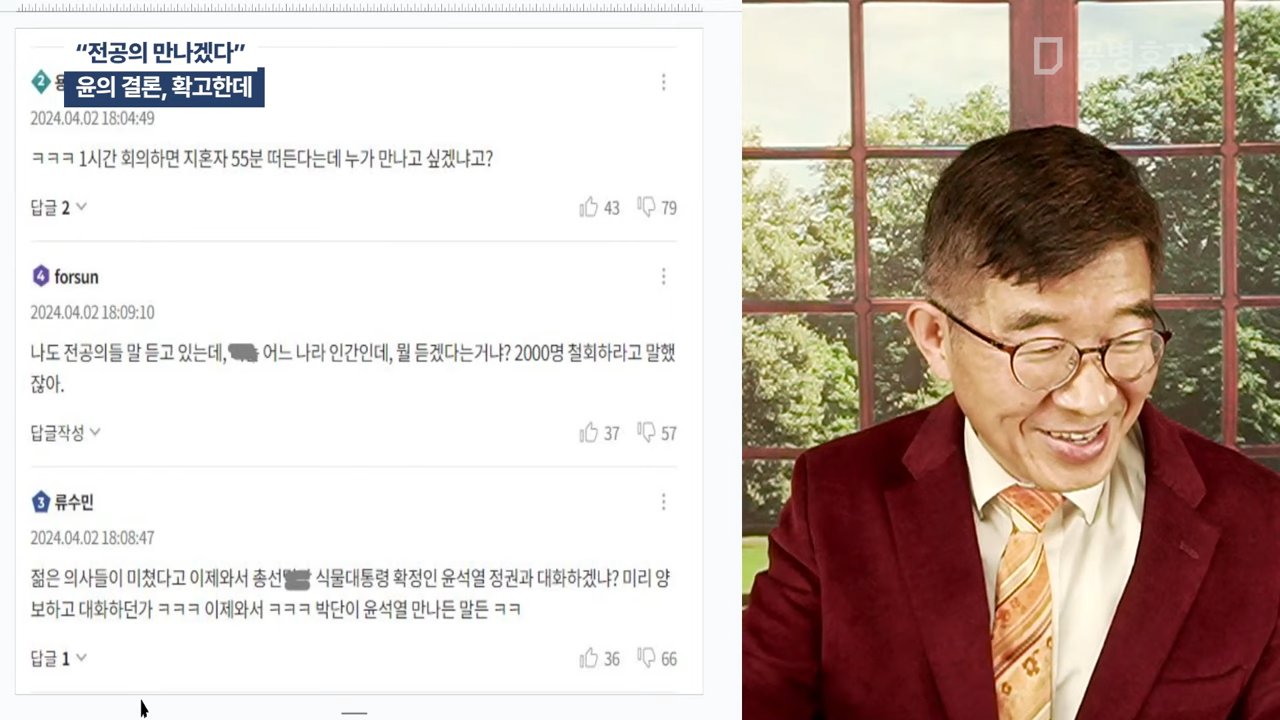 “전공의 만나겠다”
윤의 결론, 확고한데
2
2024.04.02 18:04:49
ㅋㅋㅋ 1시간 회의하면 지혼자 55분 떠든다는데 누가 만나고 싶겠냐고?
답글 2
43 79
4 forsun
2024.04.02 18:09:10
나도 전공의들 말 듣고 있는데, 어느 나라 인간인데, 뭘 듣겠다는거냐? 2000명 철회하라고 말했
잖아.
답글작성
37 57
3 류수민
2024.04.02 18:08:47
젊은 의사들이 미쳤다고 이제와서 총선 식물대통령 확정인 윤석열 정권과 대화하겠냐? 미리 양
보하고 대화하던가 ㅋㅋㅋ 이제와서 ㅋㅋㅋ 박단이 윤석열 만나든 말든 ㅋㅋ
답글 1
36 66